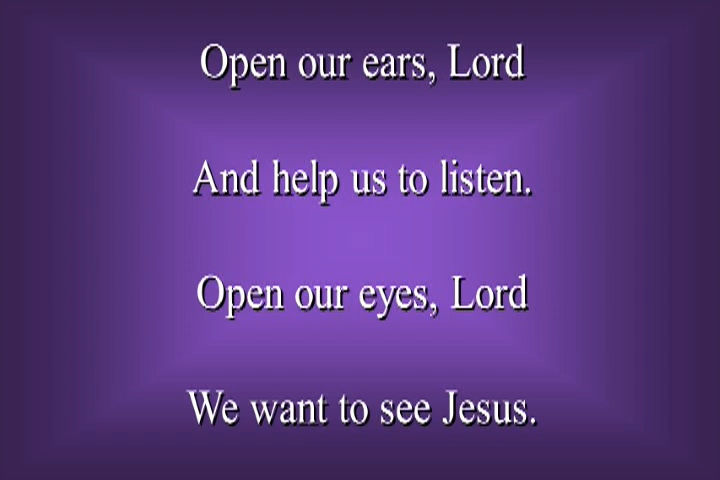 Open our ears, Lord
And help us to listen.
Open our eyes, Lord
We want to see Jesus.